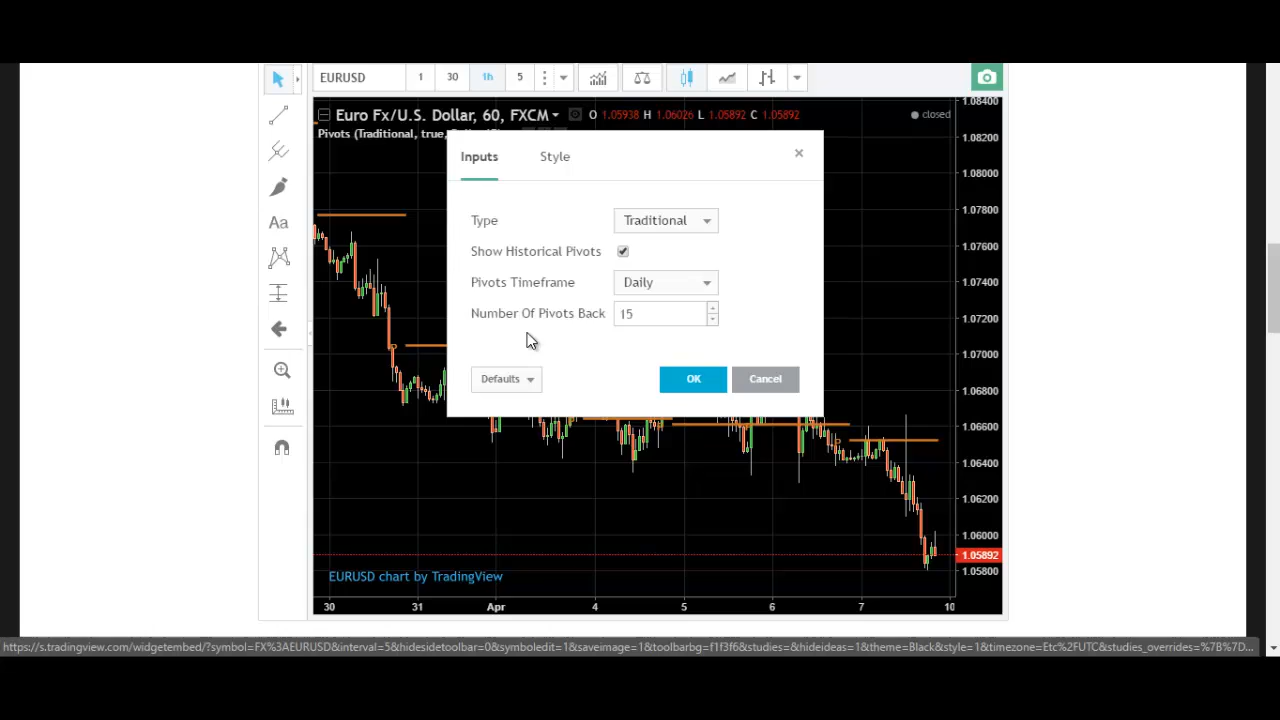 EURUSD 1 30 1h 5
1.08400
Euro Fx/U.S. Dollar, 60, FXCM O 1.05938 H 1.06026 L 1.05892 C 1.05892 closed
Pivots (Traditional, true,
1.08200
Inputs Style
1.08000
1.07800
Type Traditional
1.07600
Show Historical Pivots
1.07400
Pivots Timeframe Daily
Number Of Pivots Back 15
1.07200
P
1.07000
Defaults OK Cancel
1.06800
Aa
1.06600
1.06400
1.06200
1.06000
1.05892
1.05800
EURUSD chart by TradingView
30 31 Apr 4 5 6 7 10
https://s.tradingview.com/widgetembed/?symbol=FX%3AEURUSD&interval=5&hidesidetoolbar=0&symboledit=1&saveimage=1&toolbarbg=f1f3f6&studies=&hideideas=1&theme=Black&style=1&timezone=Etc%2FUTC&studies_overrides=%7B%7D...